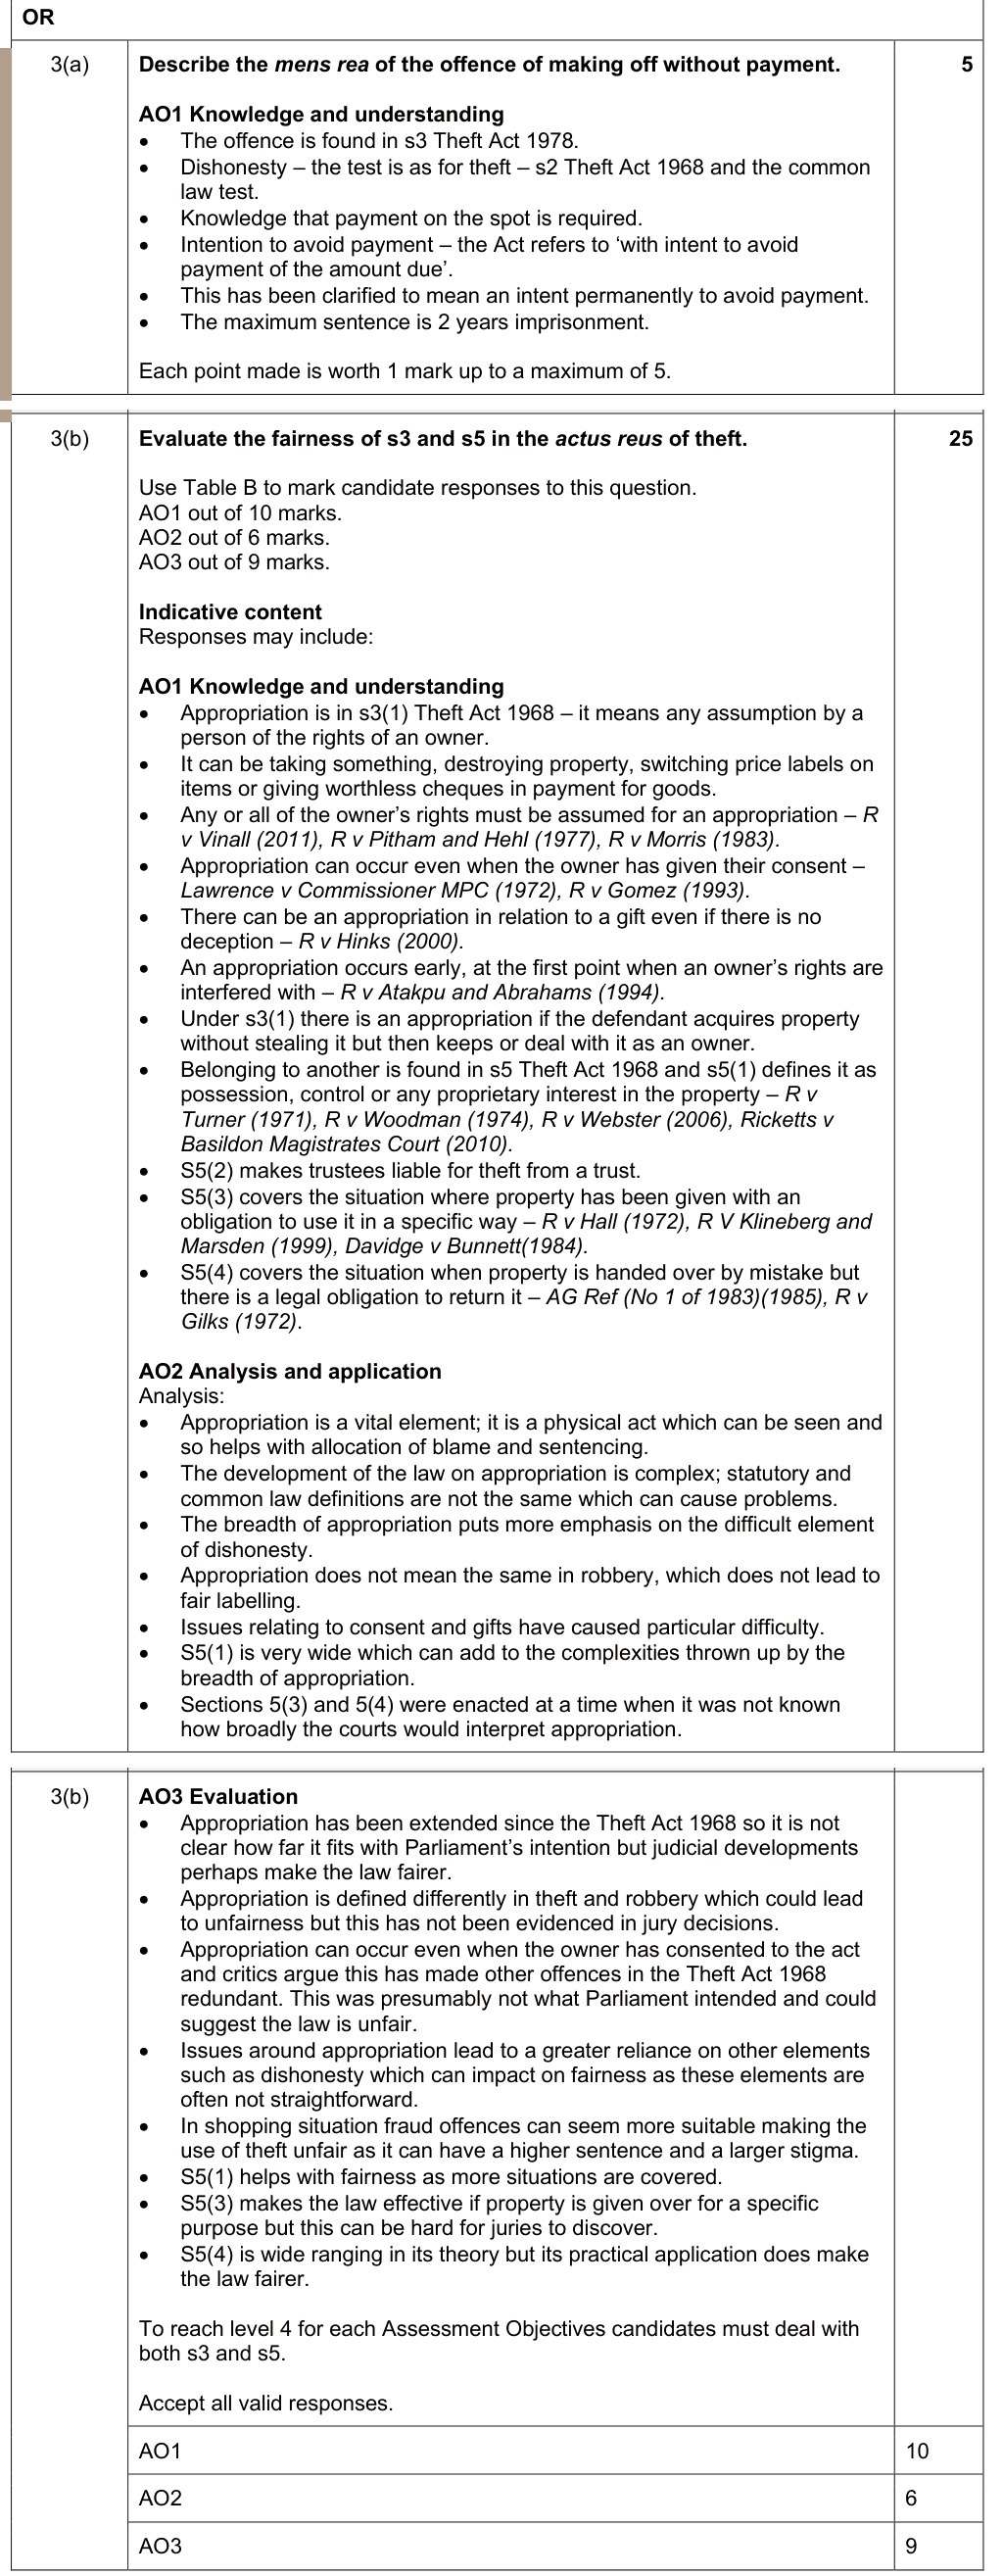 OR
3(a) Describe the mens rea of the offence of making off without payment. 5
AO1 Knowledge and understanding
• The offence is found in s3 Theft Act 1978.
• Dishonesty – the test is as for theft – s2 Theft Act 1968 and the common
law test.
• Knowledge that payment on the spot is required.
• Intention to avoid payment – the Act refers to ‘with intent to avoid
payment of the amount due’.
• This has been clarified to mean an intent permanently to avoid payment.
• The maximum sentence is 2 years imprisonment.
Each point made is worth 1 mark up to a maximum of 5.
3(b) Evaluate the fairness of s3 and s5 in the actus reus of theft. 25
Use Table B to mark candidate responses to this question.
AO1 out of 10 marks.
AO2 out of 6 marks.
AO3 out of 9 marks.
Indicative content
Responses may include:
AO1 Knowledge and understanding
• Appropriation is in s3(1) Theft Act 1968 – it means any assumption by a
person of the rights of an owner.
• It can be taking something, destroying property, switching price labels on
items or giving worthless cheques in payment for goods.
• Any or all of the owner’s rights must be assumed for an appropriation – R
v Vinall (2011), R v Pitham and Hehl (1977), R v Morris (1983).
• Appropriation can occur even when the owner has given their consent –
Lawrence v Commissioner MPC (1972), R v Gomez (1993).
• There can be an appropriation in relation to a gift even if there is no
deception – R v Hinks (2000).
• An appropriation occurs early, at the first point when an owner’s rights are
interfered with – R v Atakpu and Abrahams (1994).
• Under s3(1) there is an appropriation if the defendant acquires property
without stealing it but then keeps or deal with it as an owner.
• Belonging to another is found in s5 Theft Act 1968 and s5(1) defines it as
possession, control or any proprietary interest in the property – R v
Turner (1971), R v Woodman (1974), R v Webster (2006), Ricketts v
Basildon Magistrates Court (2010).
• S5(2) makes trustees liable for theft from a trust.
• S5(3) covers the situation where property has been given with an
obligation to use it in a specific way – R v Hall (1972), R V Klineberg and
Marsden (1999), Davidge v Bunnett(1984).
• S5(4) covers the situation when property is handed over by mistake but
there is a legal obligation to return it – AG Ref (No 1 of 1983)(1985), R v
Gilks (1972).
AO2 Analysis and application
Analysis:
• Appropriation is a vital element; it is a physical act which can be seen and
so helps with allocation of blame and sentencing.
• The development of the law on appropriation is complex; statutory and
common law definitions are not the same which can cause problems.
• The breadth of appropriation puts more emphasis on the difficult element
of dishonesty.
• Appropriation does not mean the same in robbery, which does not lead to
fair labelling.
• Issues relating to consent and gifts have caused particular difficulty.
• S5(1) is very wide which can add to the complexities thrown up by the
breadth of appropriation.
• Sections 5(3) and 5(4) were enacted at a time when it was not known
how broadly the courts would interpret appropriation.
3(b) AO3 Evaluation
• Appropriation has been extended since the Theft Act 1968 so it is not
clear how far it fits with Parliament’s intention but judicial developments
perhaps make the law fairer.
• Appropriation is defined differently in theft and robbery which could lead
to unfairness but this has not been evidenced in jury decisions.
• Appropriation can occur even when the owner has consented to the act
and critics argue this has made other offences in the Theft Act 1968
redundant. This was presumably not what Parliament intended and could
suggest the law is unfair.
• Issues around appropriation lead to a greater reliance on other elements
such as dishonesty which can impact on fairness as these elements are
often not straightforward.
• In shopping situation fraud offences can seem more suitable making the
use of theft unfair as it can have a higher sentence and a larger stigma.
• S5(1) helps with fairness as more situations are covered.
• S5(3) makes the law effective if property is given over for a specific
purpose but this can be hard for juries to discover.
• S5(4) is wide ranging in its theory but its practical application does make
the law fairer.
To reach level 4 for each Assessment Objectives candidates must deal with
both s3 and s5.
Accept all valid responses.
AO1 10
AO2 6
AO3 9